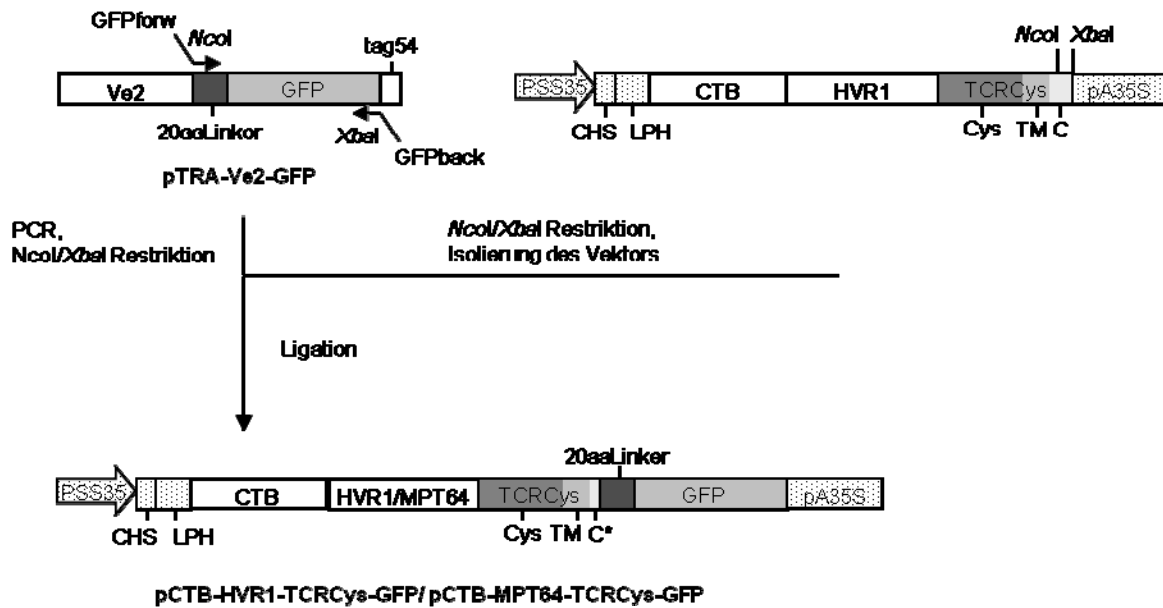 GFPforw
NcoI
tag54
Ve2
GFP
20aaLinkor
XbaI
GFPback
pTRA-Ve2-GFP
NcoI XbaI
PSS35
CTB
HVR1
TCRCys
pA35S
CHS
LPH
Cys
TM
C
PCR,
NcoI/XbaI Restriktion
NcoI/XbaI Restriktion,
Isolierung des Vektors
Ligation
20aaLinker
PSS35
CTB
HVR1/MPT64
TCRCys
GFP
pA35S
CHS
LPH
Cys
TM
C*
pCTB-HVR1-TCRCys-GFP/ pCTB-MPT64-TCRCys-GFP